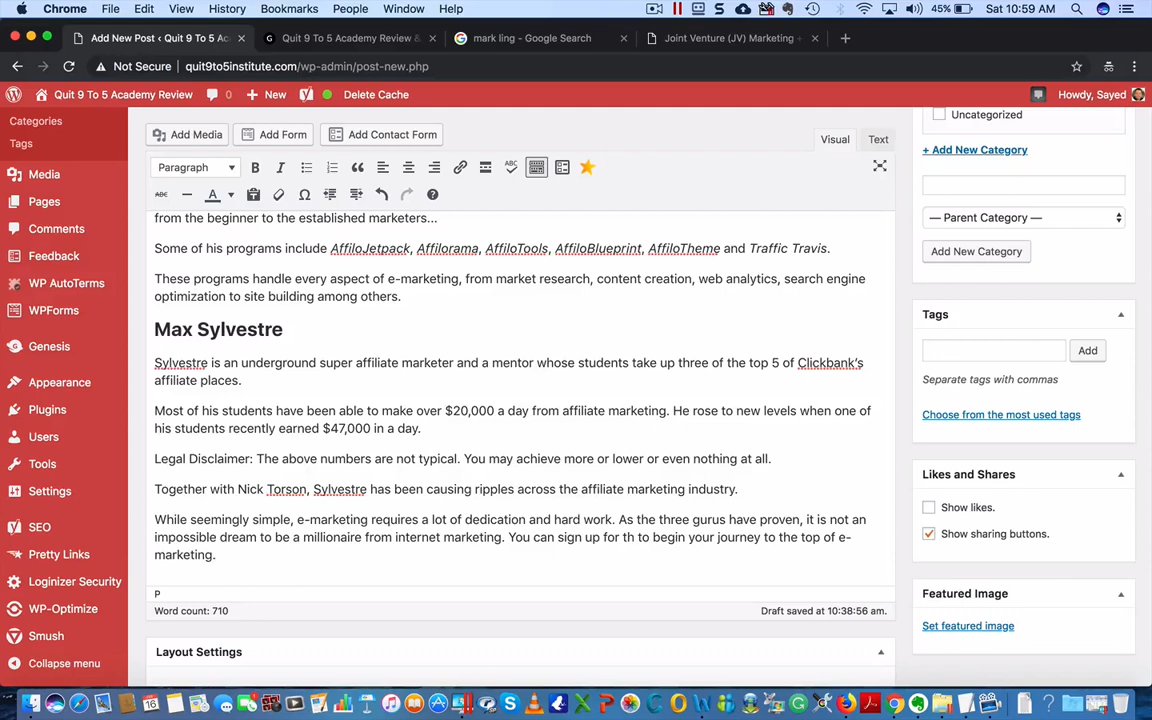 Chrome File Edit View History Bookmarks People Window Help 45% Sat 10:59 AM
Add New Post ‹ Quit 9 To 5 Ac
Quit 9 To 5 Academy Review &
mark ling - Google Search
Joint Venture (JV) Marketing -
Not Secure | quit9to5institute.com/wp-admin/post-new.php
Quit 9 To 5 Academy Review 0 New Delete Cache Howdy, Sayed
Categories
Tags
Media
Pages
Comments
Feedback
WP AutoTerms
WPForms
Genesis
Appearance
Plugins
Users
Tools
Settings
SEO
Pretty Links
Loginizer Security
WP-Optimize
Smush
Collapse menu
Add Media Add Form Add Contact Form
Visual Text
Paragraph B I ABC
ABC A
from the beginner to the established marketers...
Some of his programs include AffiloJetpack, Affilorama, AffiloTools, AffiloBlueprint, AffiloTheme and Traffic Travis.
These programs handle every aspect of e-marketing, from market research, content creation, web analytics, search engine
optimization to site building among others.
Max Sylvestre
Sylvestre is an underground super affiliate marketer and a mentor whose students take up three of the top 5 of Clickbank's
affiliate places.
Most of his students have been able to make over $20,000 a day from affiliate marketing. He rose to new levels when one of
his students recently earned $47,000 in a day.
Legal Disclaimer: The above numbers are not typical. You may achieve more or lower or even nothing at all.
Together with Nick Torson, Sylvestre has been causing ripples across the affiliate marketing industry.
While seemingly simple, e-marketing requires a lot of dedication and hard work. As the three gurus have proven, it is not an
impossible dream to be a millionaire from internet marketing. You can sign up for th to begin your journey to the top of e-
marketing.
P
Word count: 710 Draft saved at 10:38:56 am.
Layout Settings
Uncategorized
+ Add New Category
— Parent Category —
Add New Category
Tags
Add
Separate tags with commas
Choose from the most used tags
Likes and Shares
Show likes.
Show sharing buttons.
Featured Image
Set featured image